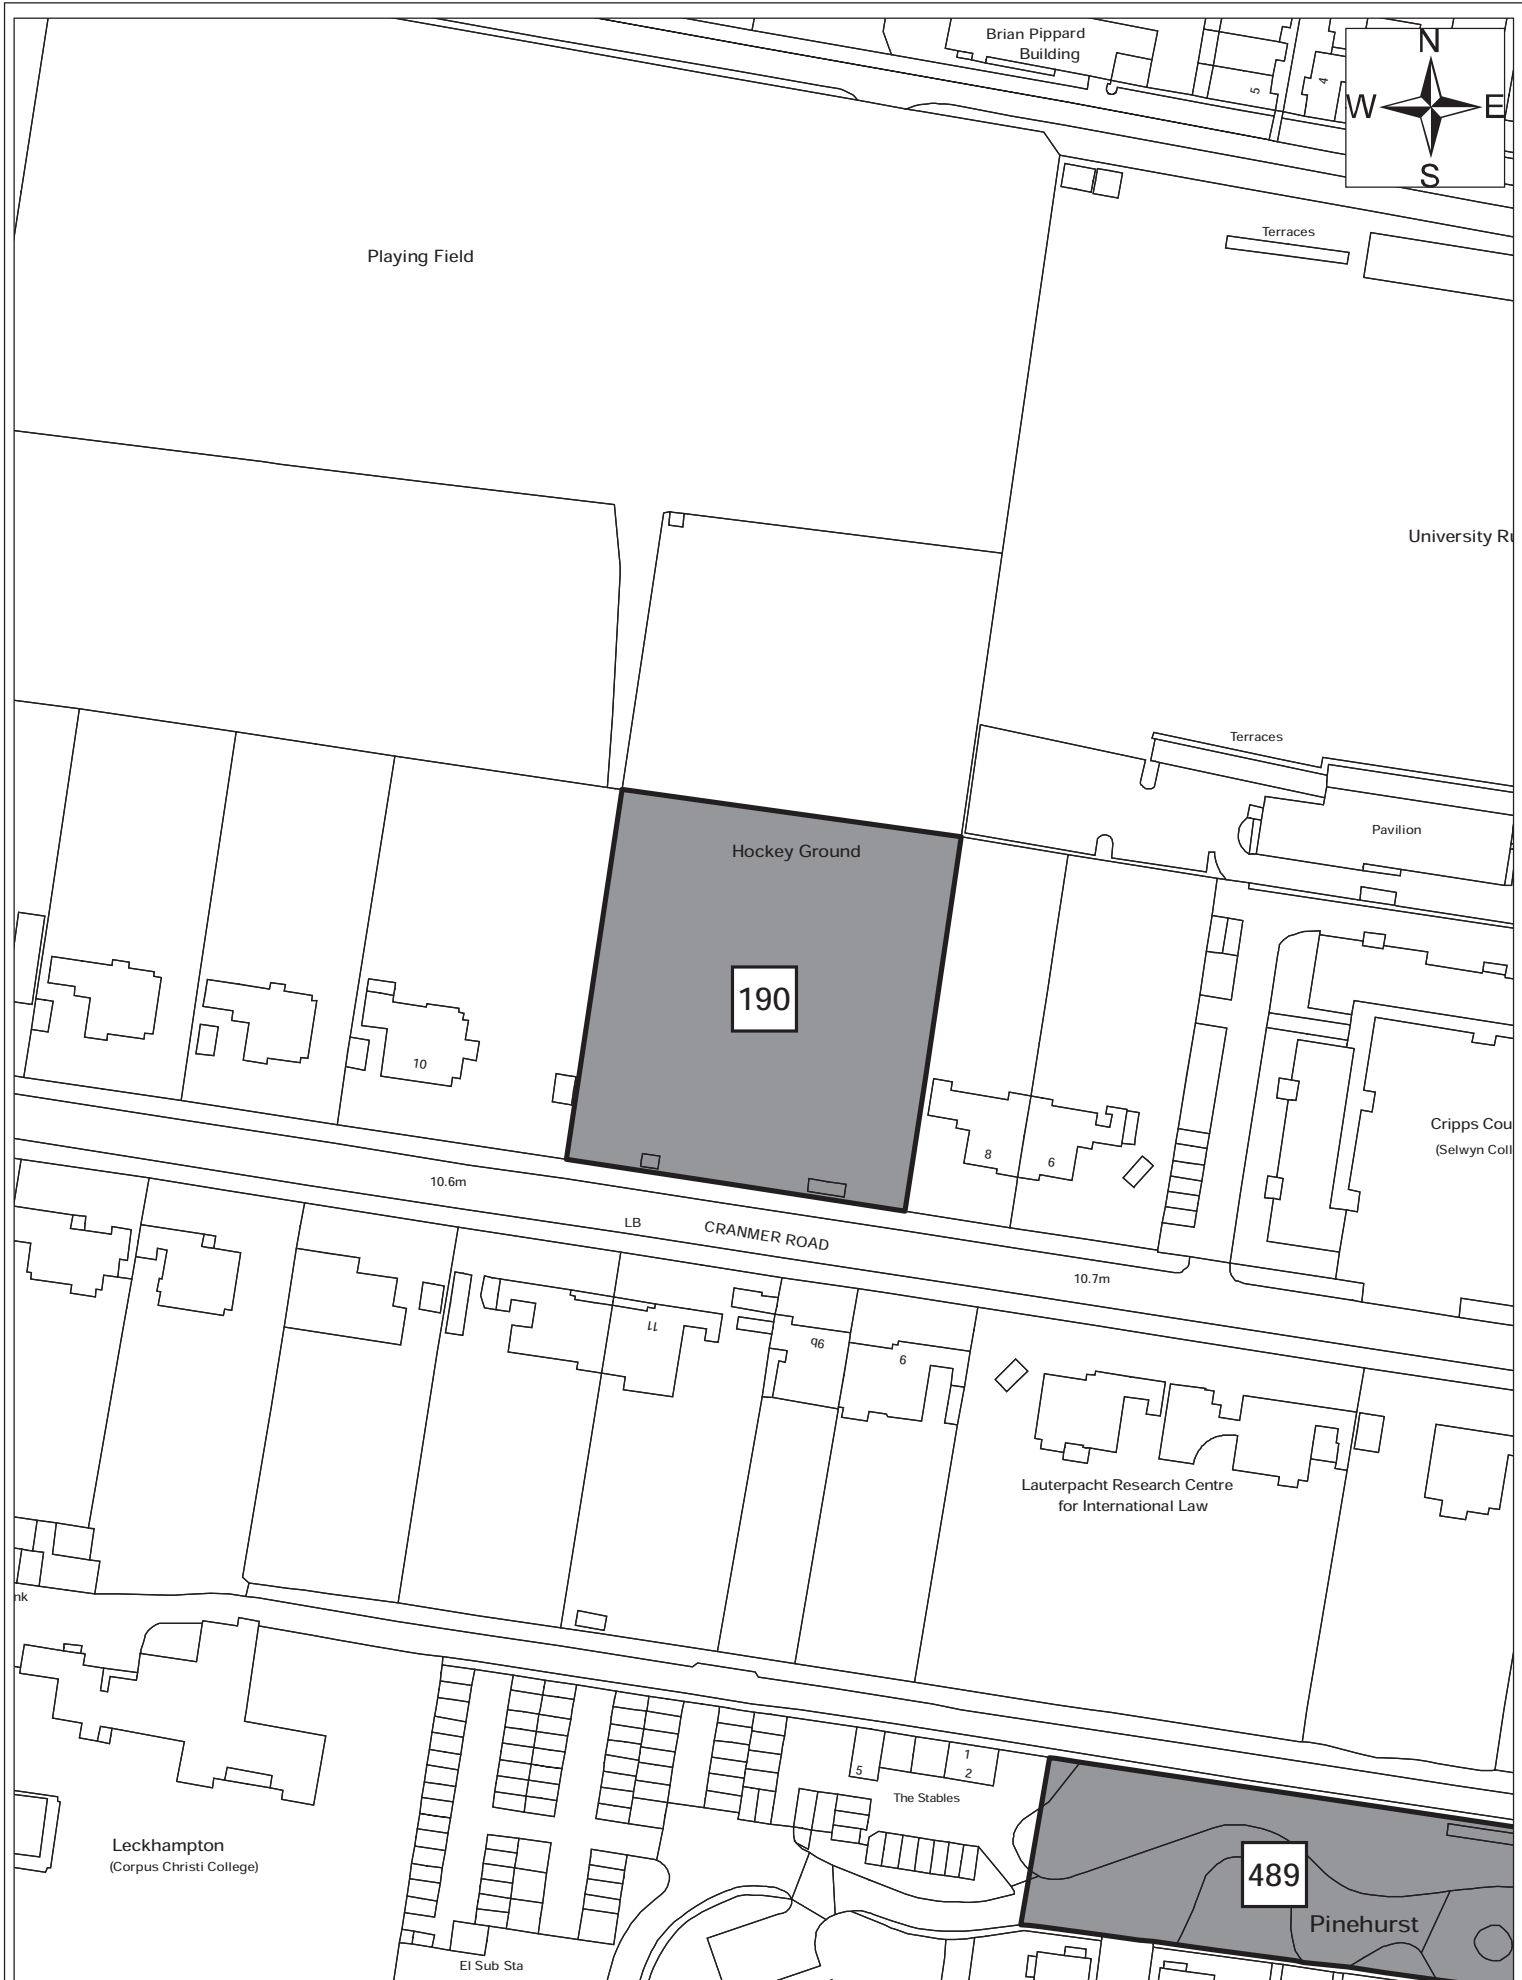 Brian Pippard
Building
5
4
N
W
E
S
Playing Field
Terraces
University Ru
Terraces
Pavilion
Hockey Ground
190
10
8
6
Cripps Cou
(Selwyn Coll
10.6m
LB
CRANMER ROAD
10.7m
11
9b
9
Lauterpacht Research Centre
for International Law
nk
1
5
2
The Stables
Leckhampton
(Corpus Christi College)
489
Pinehurst
El Sub Sta